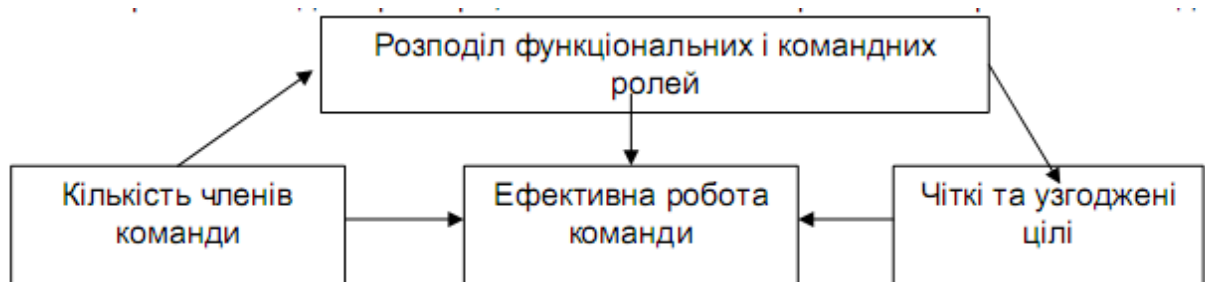 Розподіл функціональних і командних
ролей
Кількість членів
команди
Ефективна робота
команди
Чіткі та узгоджені
цілі